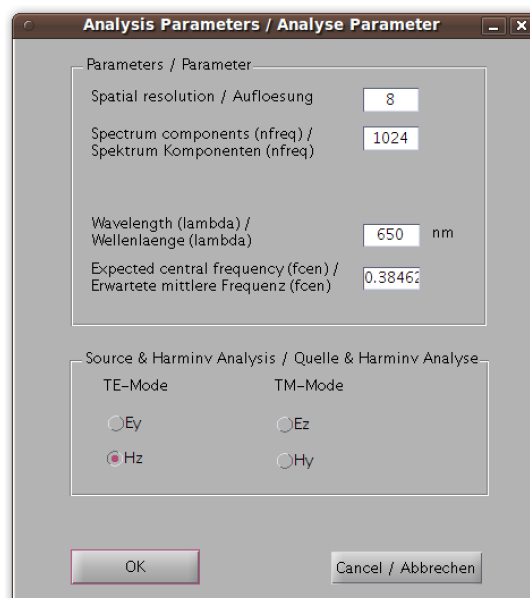 Analysis Parameters / Analyse Parameter
Parameters / Parameter
Spatial resolution / Aufloesung 8
Spectrum components (nfreq) / 
Spektrum Komponenten (nfreq) 1024
Wavelength (lambda) /
Wellenlaenge (lambda) 650 nm
Expected central frequency (fcen) /
Erwartete mittlere Frequenz (fcen) 0.38462
Source & Harminv Analysis / Quelle & Harminv Analyse
TE-Mode TM-Mode
Ey Ez
Hz Hy
OK Cancel / Abbrechen